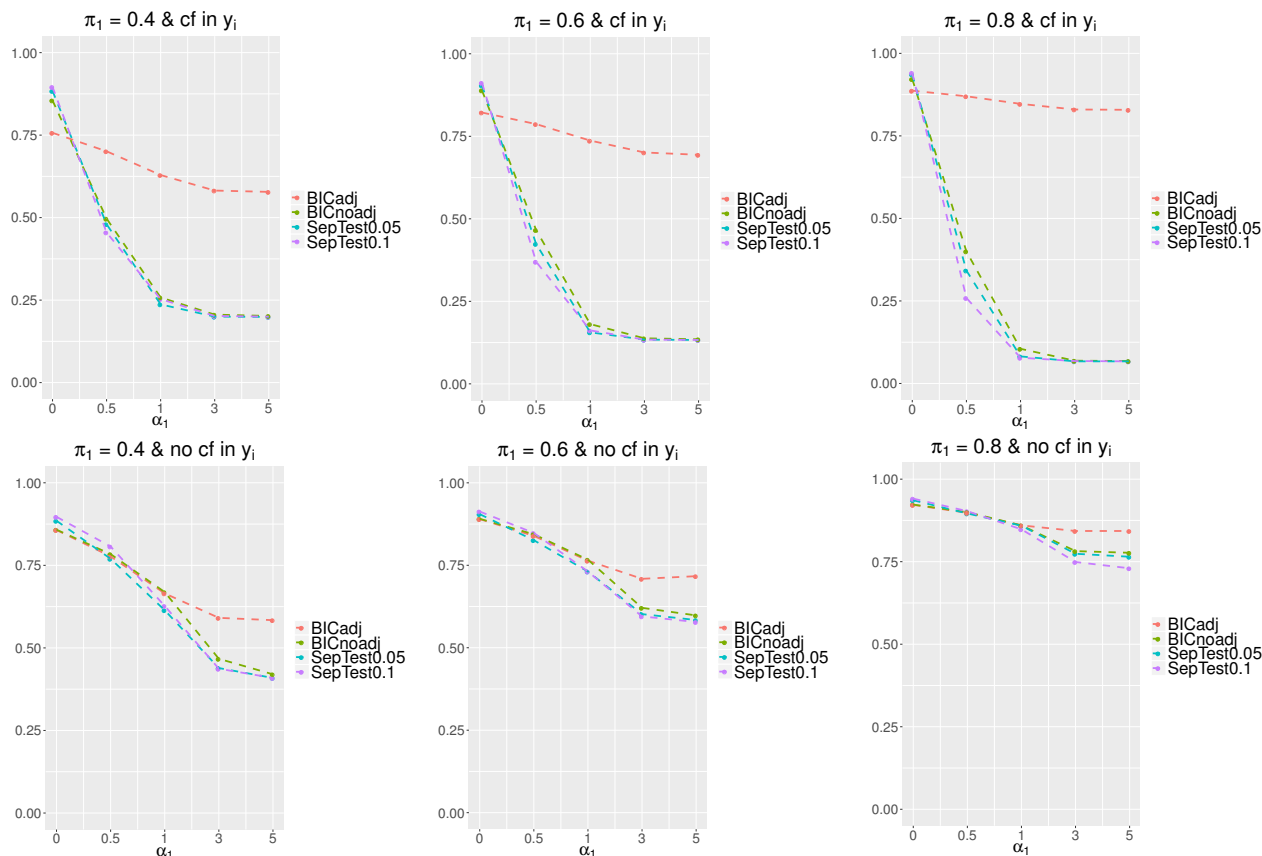 π₁ = 0.4 & cf in yᵢ
1.00
0.75
0.50
0.25
0.00
0 0.5 1 3 5
α₁
BICadj
BICnoadj
SepTest0.05
SepTest0.1
π₁ = 0.6 & cf in yᵢ
1.00
0.75
0.50
0.25
0.00
0 0.5 1 3 5
α₁
BICadj
BICnoadj
SepTest0.05
SepTest0.1
π₁ = 0.8 & cf in yᵢ
1.00
0.75
0.50
0.25
0.00
0 0.5 1 3 5
α₁
BICadj
BICnoadj
SepTest0.05
SepTest0.1
π₁ = 0.4 & no cf in yᵢ
1.00
0.75
0.50
0.25
0.00
0 0.5 1 3 5
α₁
BICadj
BICnoadj
SepTest0.05
SepTest0.1
π₁ = 0.6 & no cf in yᵢ
1.00
0.75
0.50
0.25
0.00
0 0.5 1 3 5
α₁
BICadj
BICnoadj
SepTest0.05
SepTest0.1
π₁ = 0.8 & no cf in yᵢ
1.00
0.75
0.50
0.25
0.00
0 0.5 1 3 5
α₁
BICadj
BICnoadj
SepTest0.05
SepTest0.1